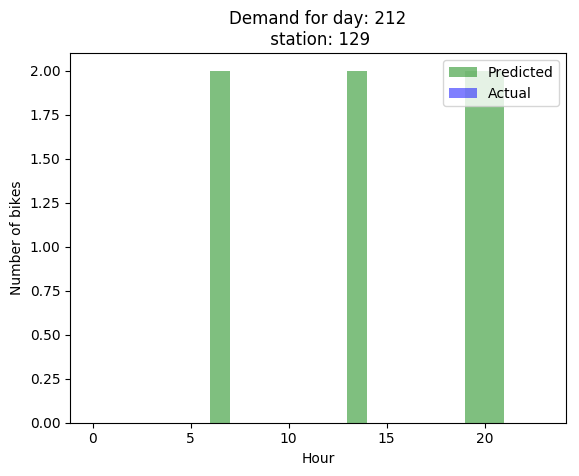 Demand for day: 212
station: 129
Predicted
Actual
Number of bikes
2.00
1.75
1.50
1.25
1.00
0.75
0.50
0.25
0.00
0 5 10 15 20
Hour